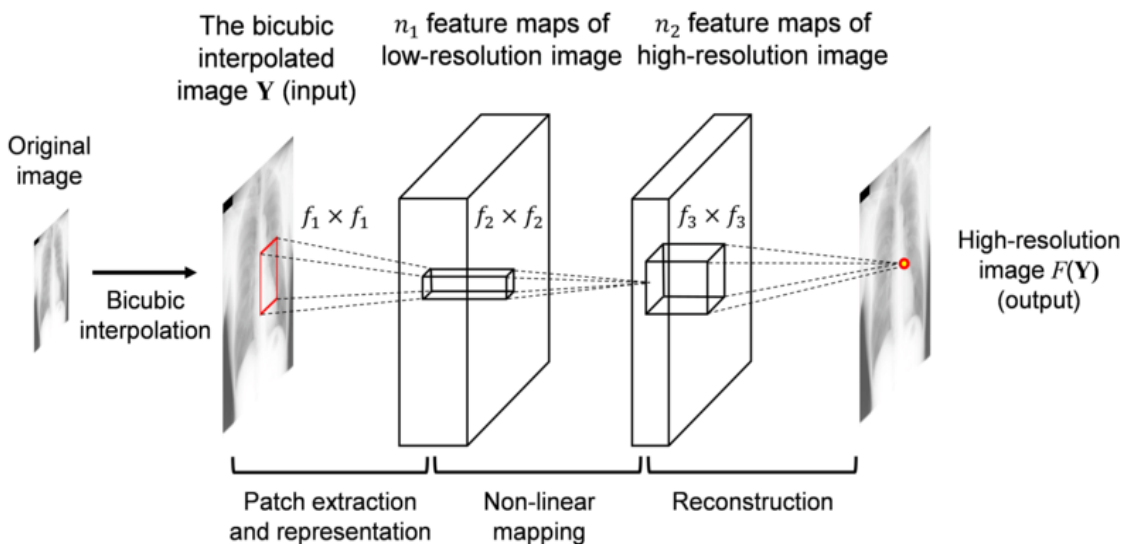 The bicubic
interpolated
image Y (input)
n₁ feature maps of
low-resolution image
n₂ feature maps of
high-resolution image
Original
image
f₁ × f₁
f₂ × f₂
f₃ × f₃
Bicubic
interpolation
High-resolution
image F(Y)
(output)
Patch extraction
and representation
Non-linear
mapping
Reconstruction